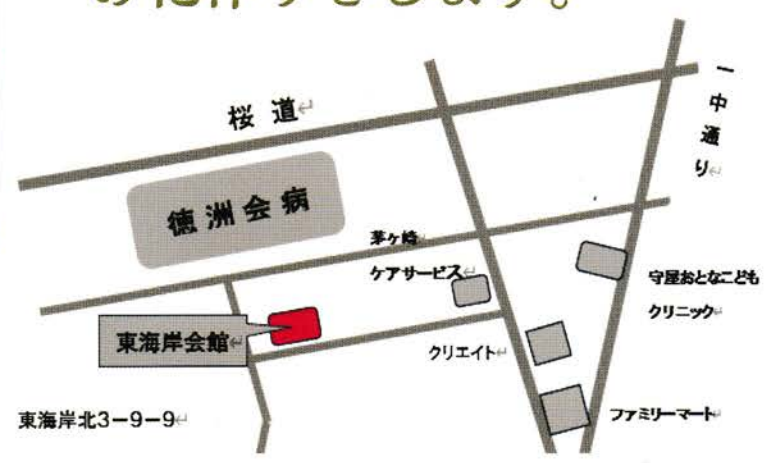 します。
桜道
一中通り
徳洲会病
茅ヶ崎
ケアサービス
守屋おとなこども
クリニック
東海岸会館
クリエイト
ファミリーマート
東海岸北3－9－9